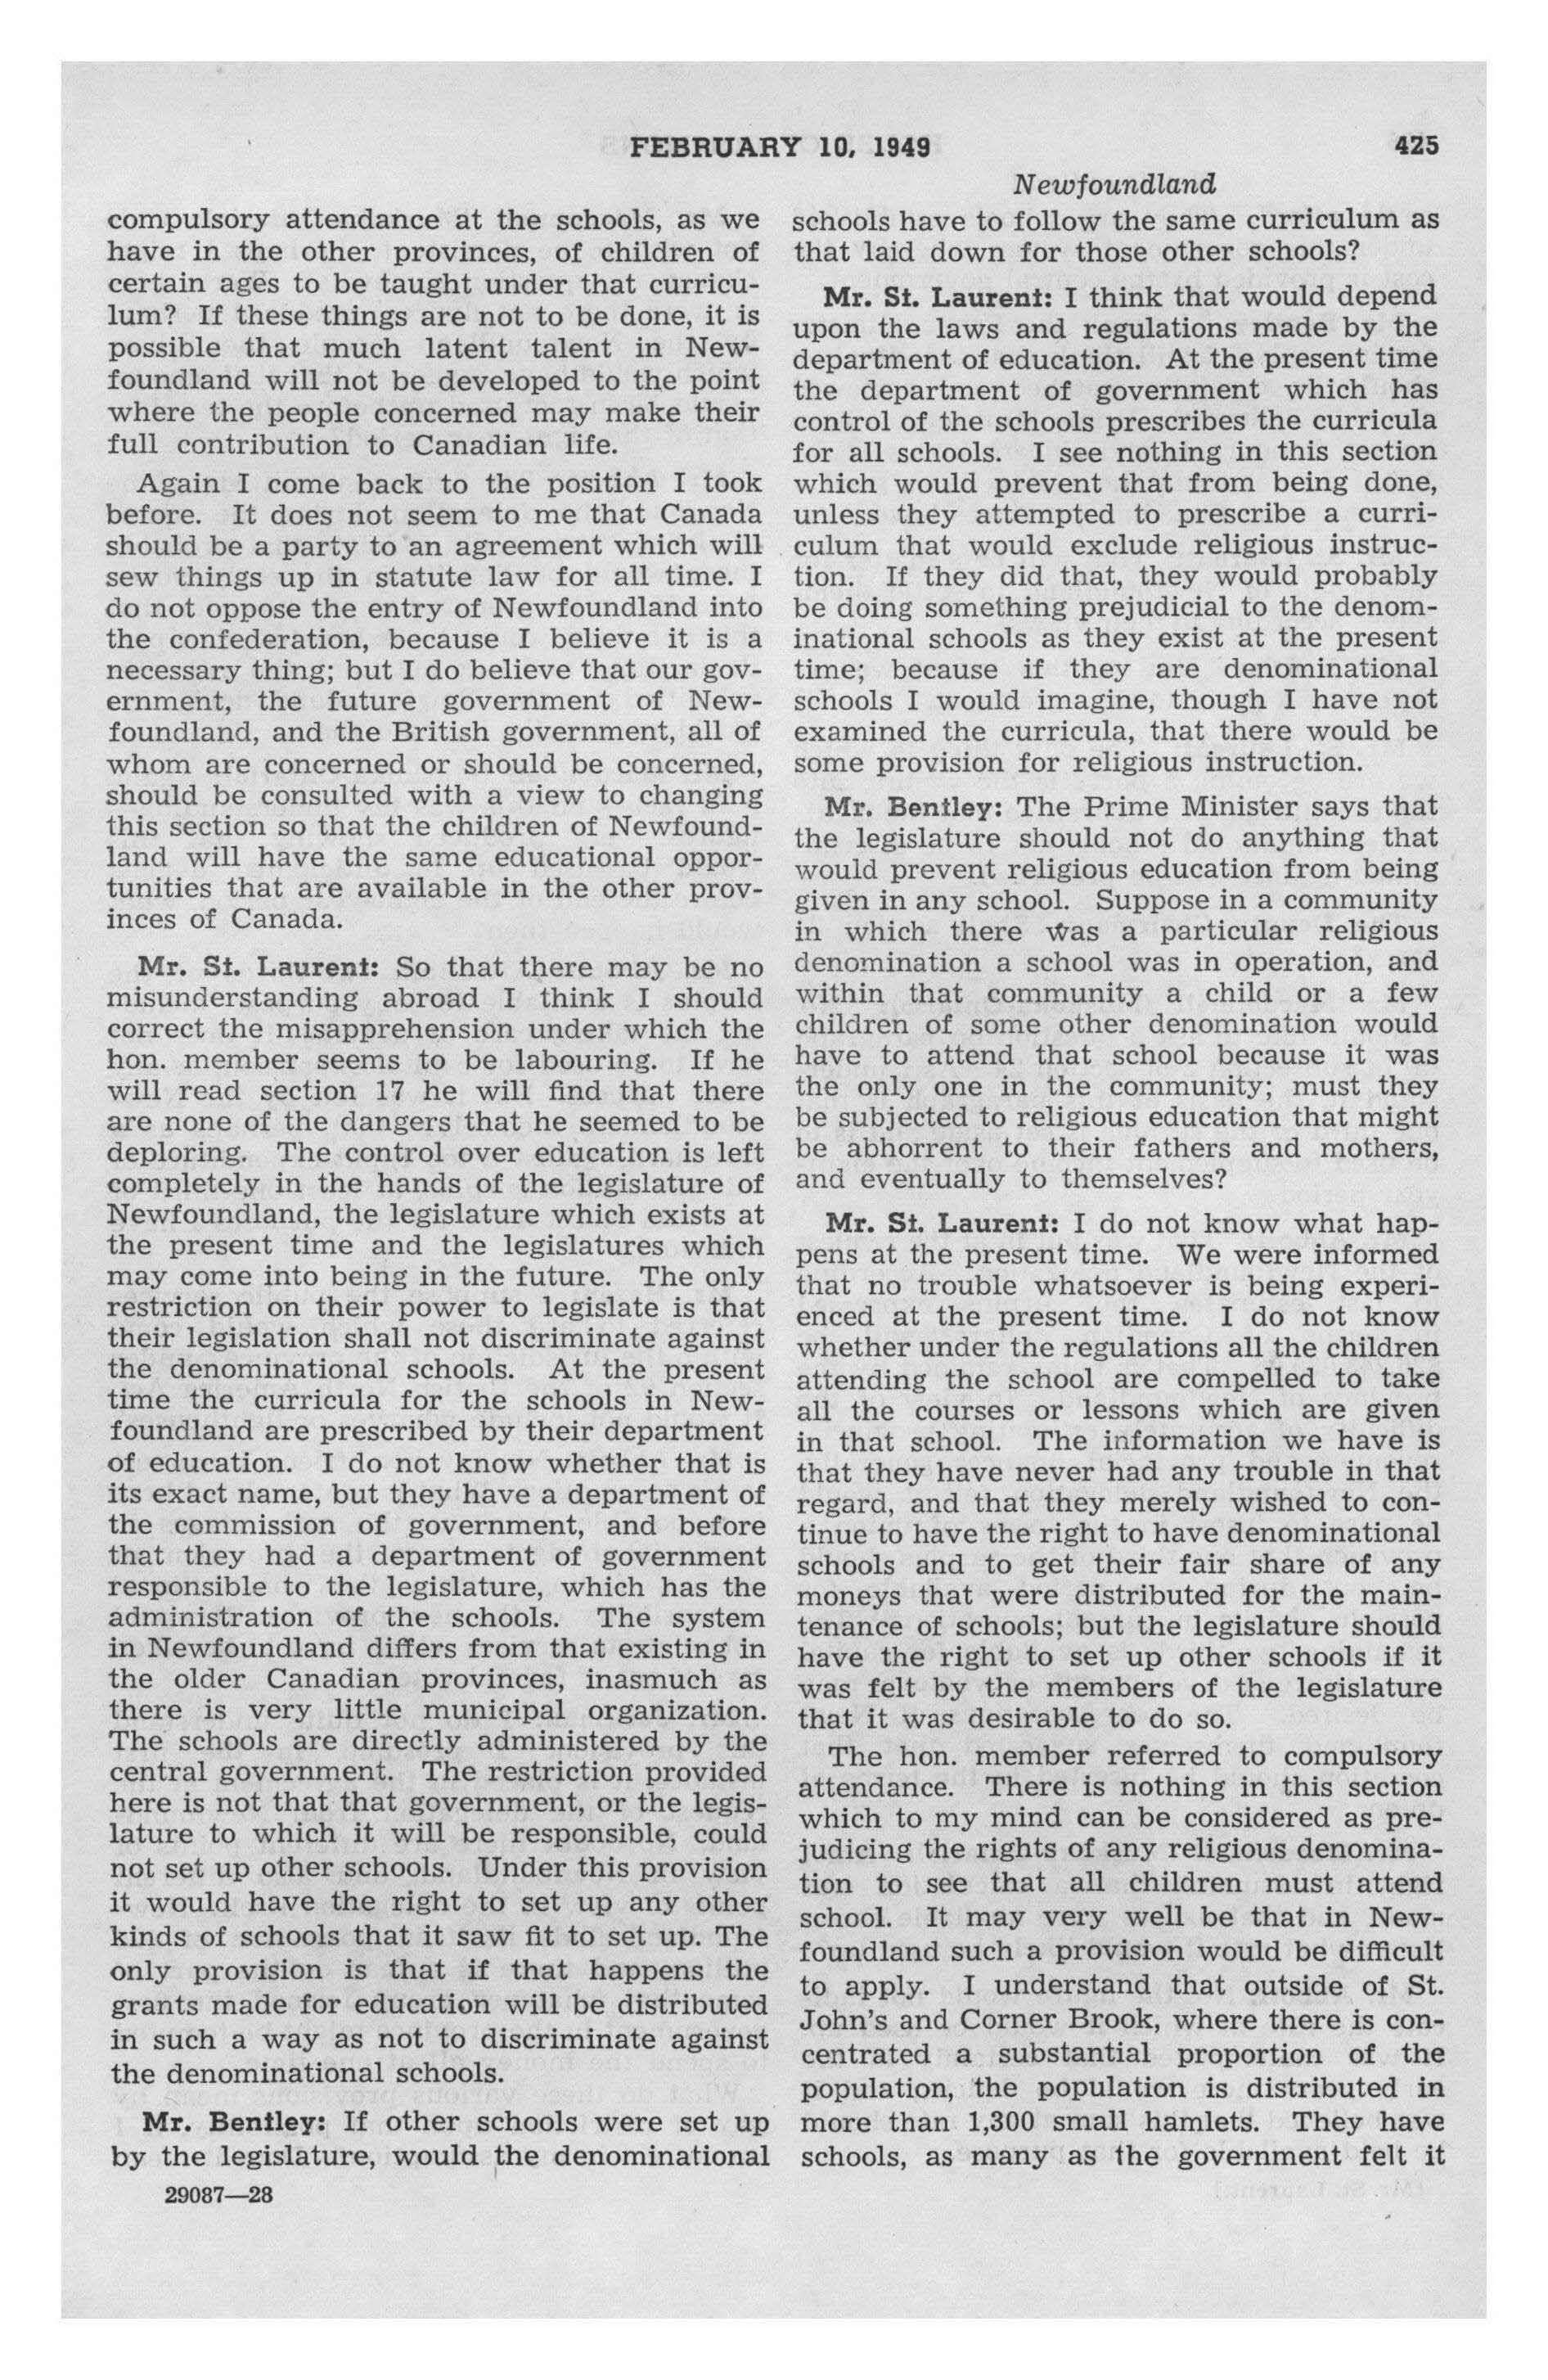 FEBRUARY 10, 1949
425
Newfoundland
compulsory attendance at the schools, as we
have in the other provinces, of children of
certain ages to be taught under that curricu-
lum? If these things are not to be done, it is
possible that much latent talent in New-
foundland will not be developed to the point
where the people concerned may make their
full contribution to Canadian life.
Again I come back to the position I took
before. It does not seem to me that Canada
should be a party to an agreement which will
sew things up in statute law for all time. I
do not oppose the entry of Newfoundland into
the confederation, because I believe it is a
necessary thing; but I do believe that our gov-
ernment, the future government of New-
foundland, and the British government, all of
whom are concerned or should be concerned,
should be consulted with a view to changing
this section so that the children of Newfound-
land will have the same educational oppor-
tunities that are available in the other prov-
inces of Canada.
Mr. St. Laurent: So that there may be no
misunderstanding abroad I think I should
correct the misapprehension under which the
hon. member seems to be labouring. If he
will read section 17 he will find that there
are none of the dangers that he seemed to be
deploring. The control over education is left
completely in the hands of the legislature of
Newfoundland, the legislature which exists at
the present time and the legislatures which
may come into being in the future. The only
restriction on their power to legislate is that
their legislation shall not discriminate against
the denominational schools. At the present
time the curricula for the schools in New-
foundland are prescribed by their department
of education. I do not know whether that is
its exact name, but they have a department of
the commission of government, and before
that they had a department of government
responsible to the legislature, which has the
administration of the schools. The system
in Newfoundland differs from that existing in
the older Canadian provinces, inasmuch as
there is very little municipal organization.
The schools are directly administered by the
central government. The restriction provided
here is not that that government, or the legis-
lature to which it will be responsible, could
not set up other schools. Under this provision
it would have the right to set up any other
kinds of schools that it saw fit to set up. The
only provision is that if that happens the
grants made for education will be distributed
in such a way as not to discriminate against
the denominational schools.
Mr. Bentley: If other schools were set up
by the legislature, would the denominational
29087—28
schools have to follow the same curriculum as
that laid down for those other schools?
Mr. St. Laurent: I think that would depend
upon the laws and regulations made by the
department of education. At the present time
the department of government which has
control of the schools prescribes the curricula
for all schools. I see nothing in this section
which would prevent that from being done,
unless they attempted to prescribe a curri-
culum that would exclude religious instruc-
tion. If they did that, they would probably
be doing something prejudicial to the denom-
inational schools as they exist at the present
time; because if they are denominational
schools I would imagine, though I have not
examined the curricula, that there would be
some provision for religious instruction.
Mr. Bentley: The Prime Minister says that
the legislature should not do anything that
would prevent religious education from being
given in any school. Suppose in a community
in which there was a particular religious
denomination a school was in operation, and
within that community a child or a few
children of some other denomination would
have to attend that school because it was
the only one in the community; must they
be subjected to religious education that might
be abhorrent to their fathers and mothers,
and eventually to themselves?
Mr. St. Laurent: I do not know what hap-
pens at the present time. We were informed
that no trouble whatsoever is being experi-
enced at the present time. I do not know
whether under the regulations all the children
attending the school are compelled to take
all the courses or lessons which are given
in that school. The information we have is
that they have never had any trouble in that
regard, and that they merely wished to con-
tinue to have the right to have denominational
schools and to get their fair share of any
moneys that were distributed for the main-
tenance of schools; but the legislature should
have the right to set up other schools if it
was felt by the members of the legislature
that it was desirable to do so.
The hon. member referred to compulsory
attendance. There is nothing in this section
which to my mind can be considered as pre-
judicing the rights of any religious denomina-
tion to see that all children must attend
school. It may very well be that in New-
foundland such a provision would be difficult
to apply. I understand that outside of St.
John's and Corner Brook, where there is con-
centrated a substantial proportion of the
population, the population is distributed in
more than 1,300 small hamlets. They have
schools, as many as the government felt it